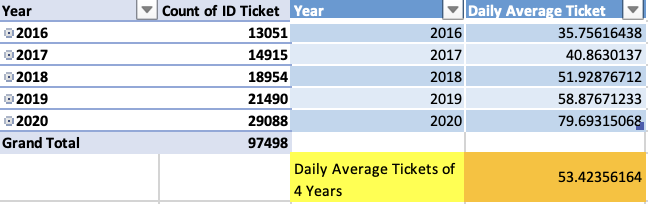 Year Count of ID Ticket Year Daily Average Ticket
2016 13051 2016 35.75616438
2017 14915 2017 40.8630137
2018 18954 2018 51.92876712
2019 21490 2019 58.87671233
2020 29088 2020 79.69315068
Grand Total 97498
Daily Average Tickets of
4 Years 53.42356164